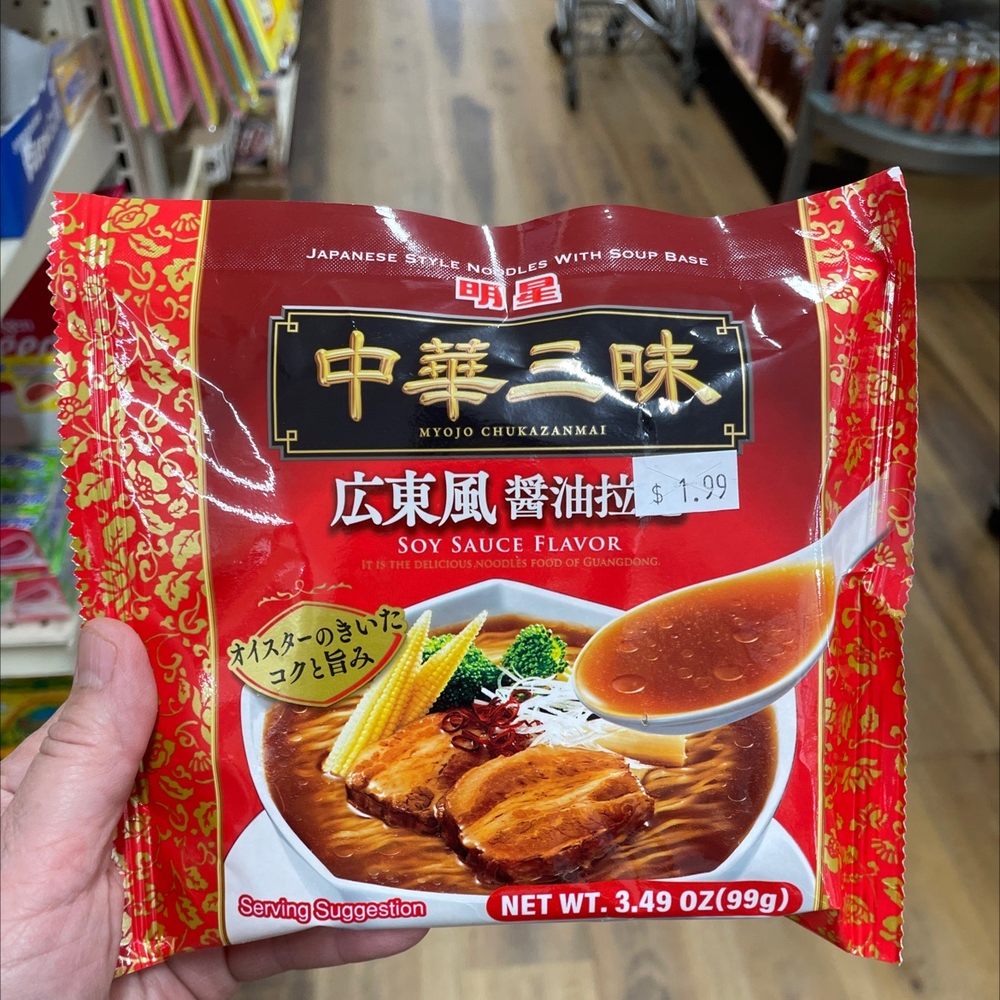 JAPANESE STYLE NOODLES WITH SOUP BASE
明星
中華三昧
MYOJO CHUKAZANMAI
広東風 醤油拉
$ 1.99
SOY SAUCE FLAVOR
IT IS THE DELICIOUS NOODLES FOOD OF GUANGDONG.
オイスターのきいた
コクと旨み
Serving Suggestion
NET WT. 3.49 OZ(99g)